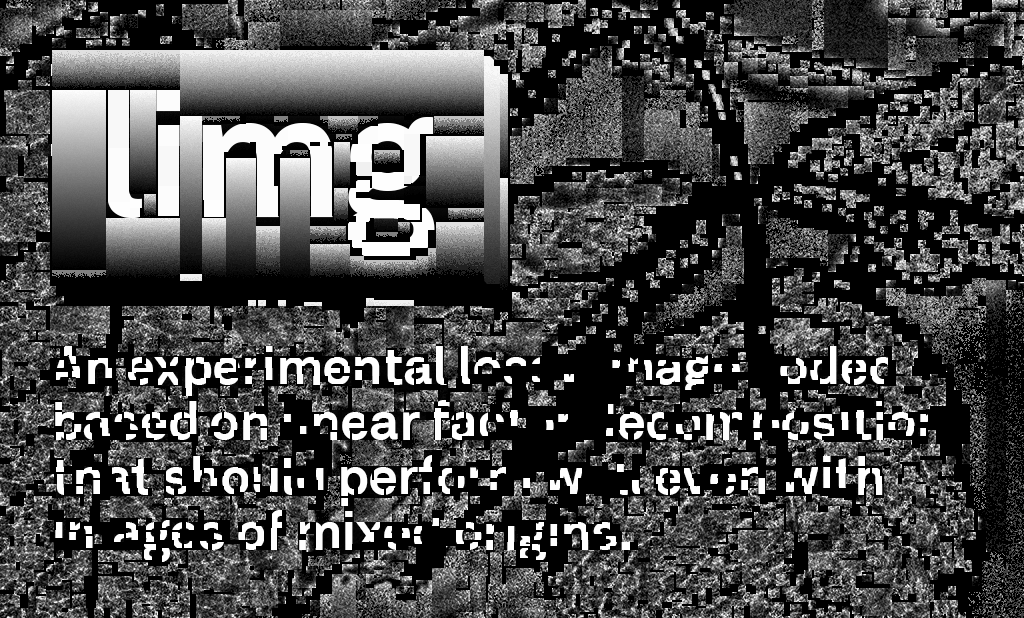 limg
An experimental lossy image codec
based on linear factor decomposition
that should perform well even with
images of mixed origins.